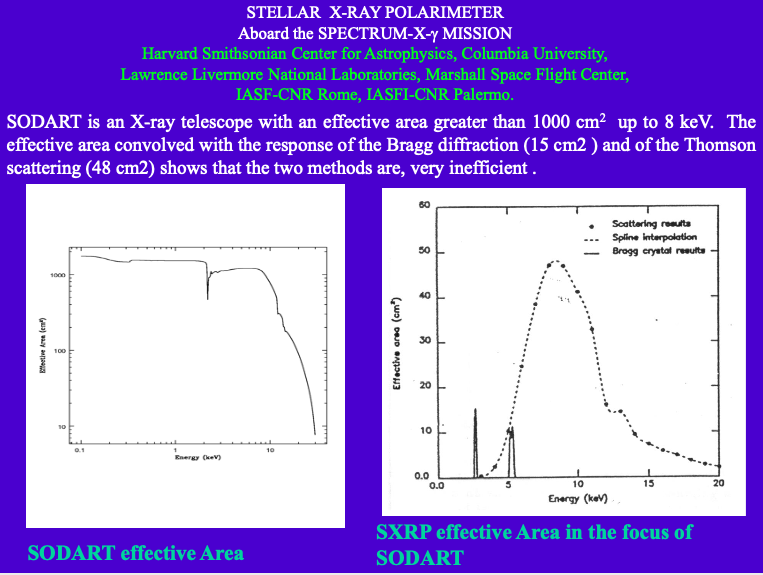 STELLAR X-RAY POLARIMETER
Aboard the SPECTRUM-X-γ MISSION
Harvard Smithsonian Center for Astrophysics, Columbia University,
Lawrence Livermore National Laboratories, Marshall Space Flight Center,
IASF-CNR Rome, IASFI-CNR Palermo.
SODART is an X-ray telescope with an effective area greater than 1000 cm² up to 8 keV. The
effective area convolved with the response of the Bragg diffraction (15 cm2 ) and of the Thomson
scattering (48 cm2) shows that the two methods are, very inefficient .
Effective Area (cm²)
1000
100
10
0.1
1
10
Energy (keV)
SODART effective Area
Effective area (cm²)
60
50
40
30
20
10
0.0
Scattering results
Spline interpolation
Bragg crystal results
0.0
5
10
15
20
Energy (keV)
SXRP effective Area in the focus of
SODART